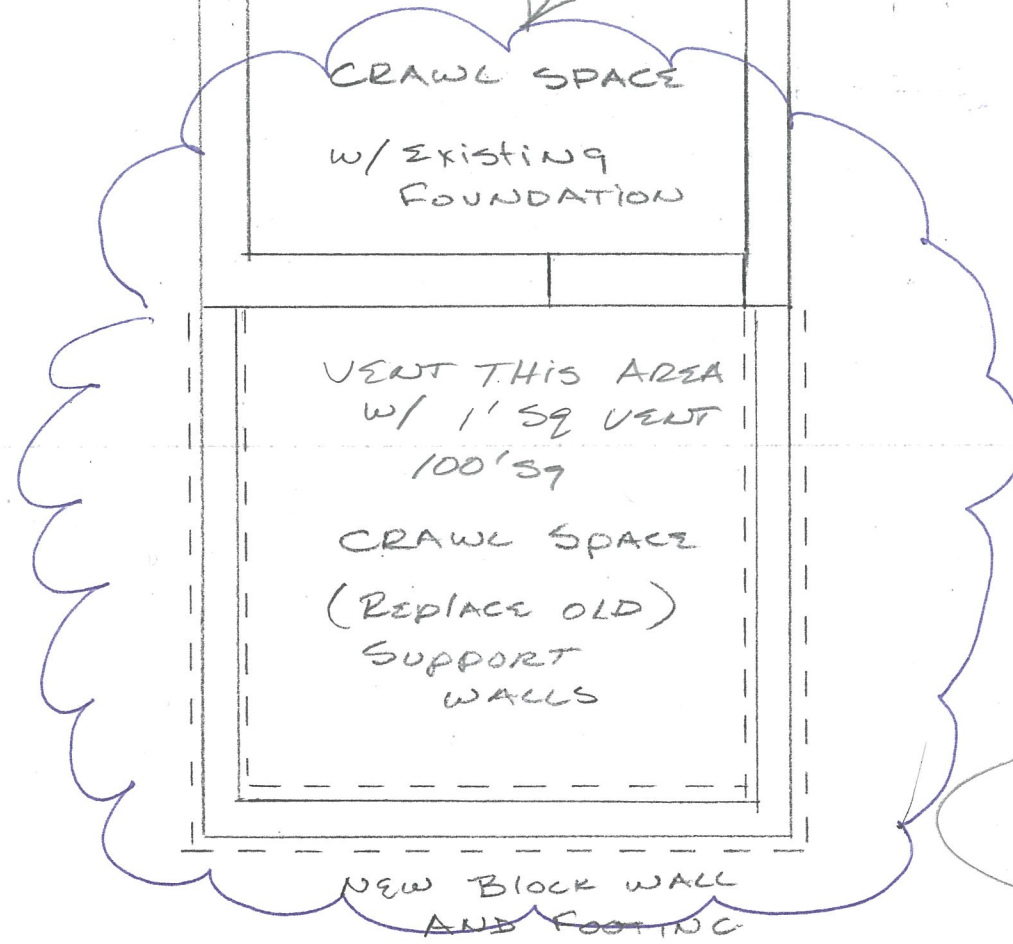 CRAWL SPACE
w/ Existing
FOUNDATION
VENT THIS AREA
w/ 1' Sq VENT
100' Sq
CRAWL SPACE
(Replace OLD)
SUPPORT
WALLS
NEW Block WALL
AND FOOTING